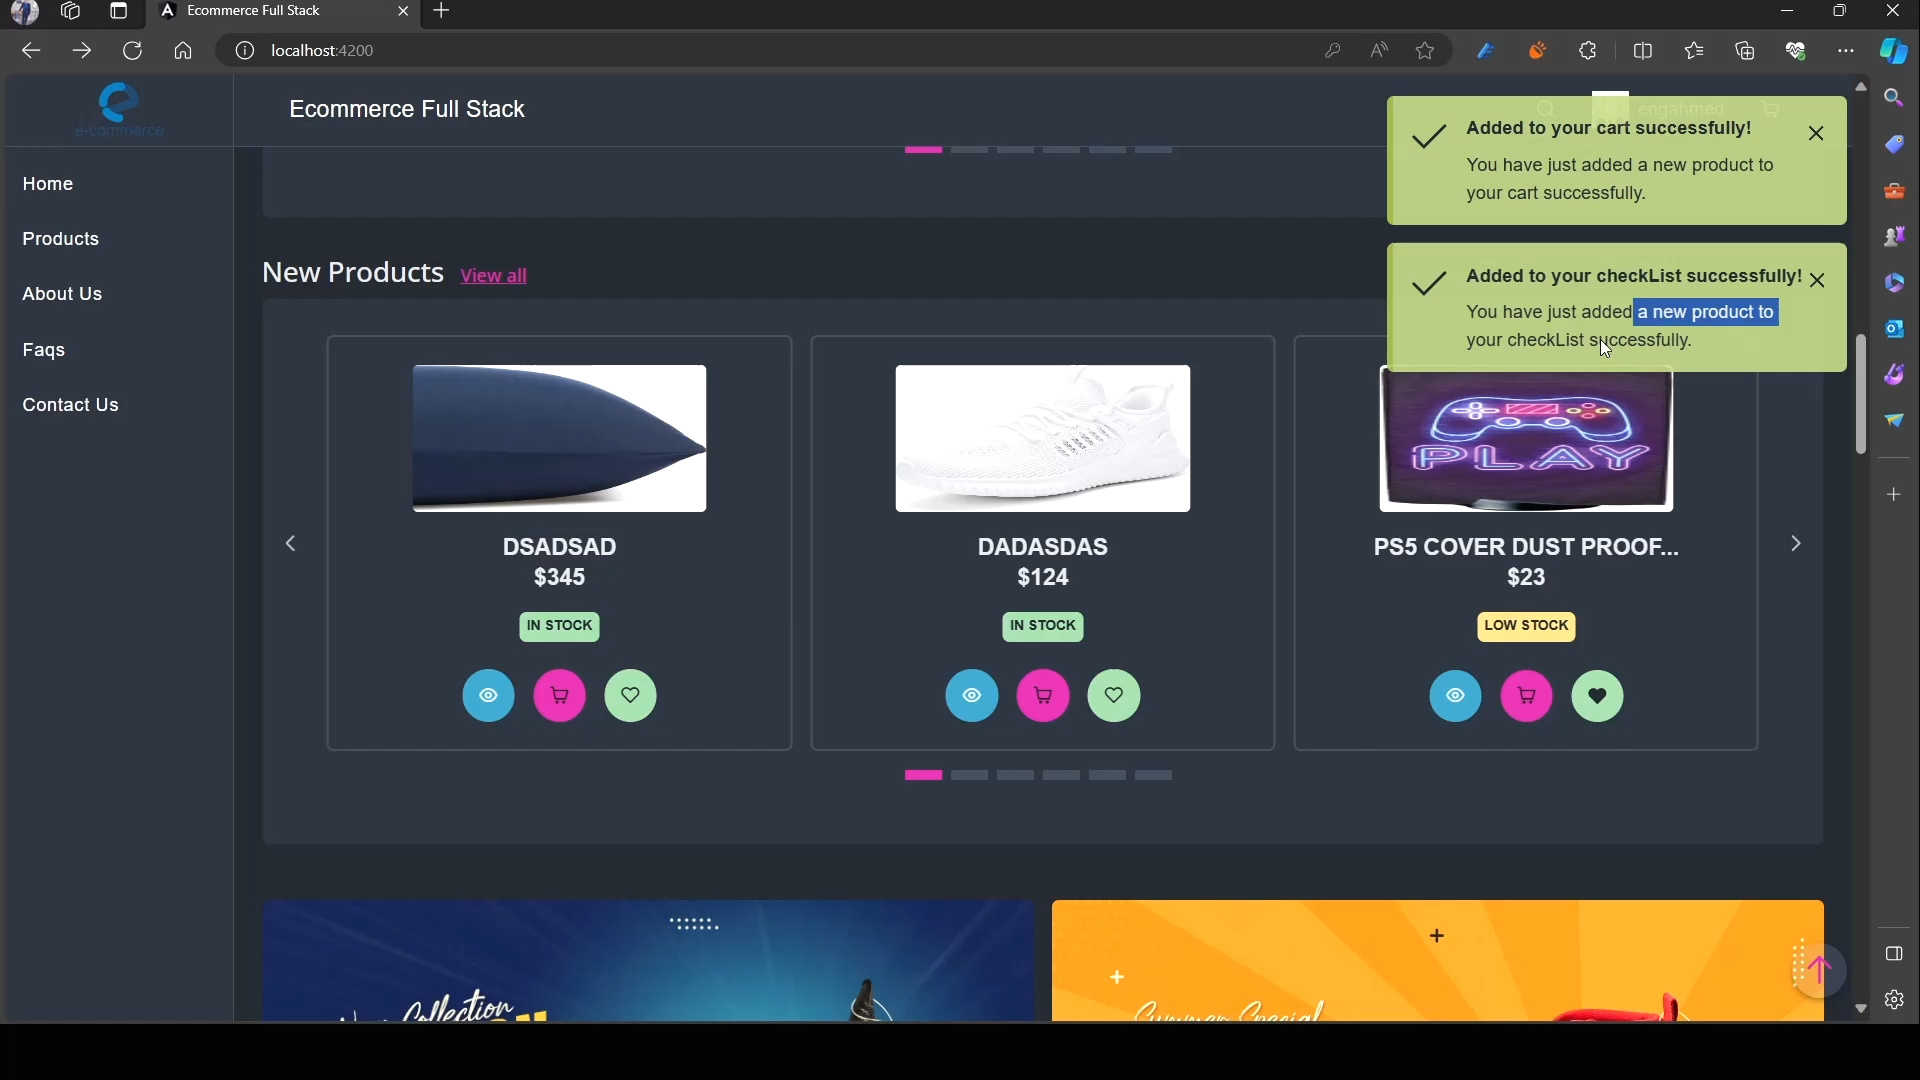 Ecommerce Full Stack
localhost:4200
e-commerce
Ecommerce Full Stack
engahmed
Home
Products
About Us
Faqs
Contact Us
Added to your cart successfully!
You have just added a new product to
your cart successfully.
Added to your checkList successfully!
You have just added a new product to
your checkList successfully.
New Products View all
DSADSAD
$345
IN STOCK
DADASDAS
$124
IN STOCK
PLAY
PS5 COVER DUST PROOF...
$23
LOW STOCK
New Collection
Summer Special